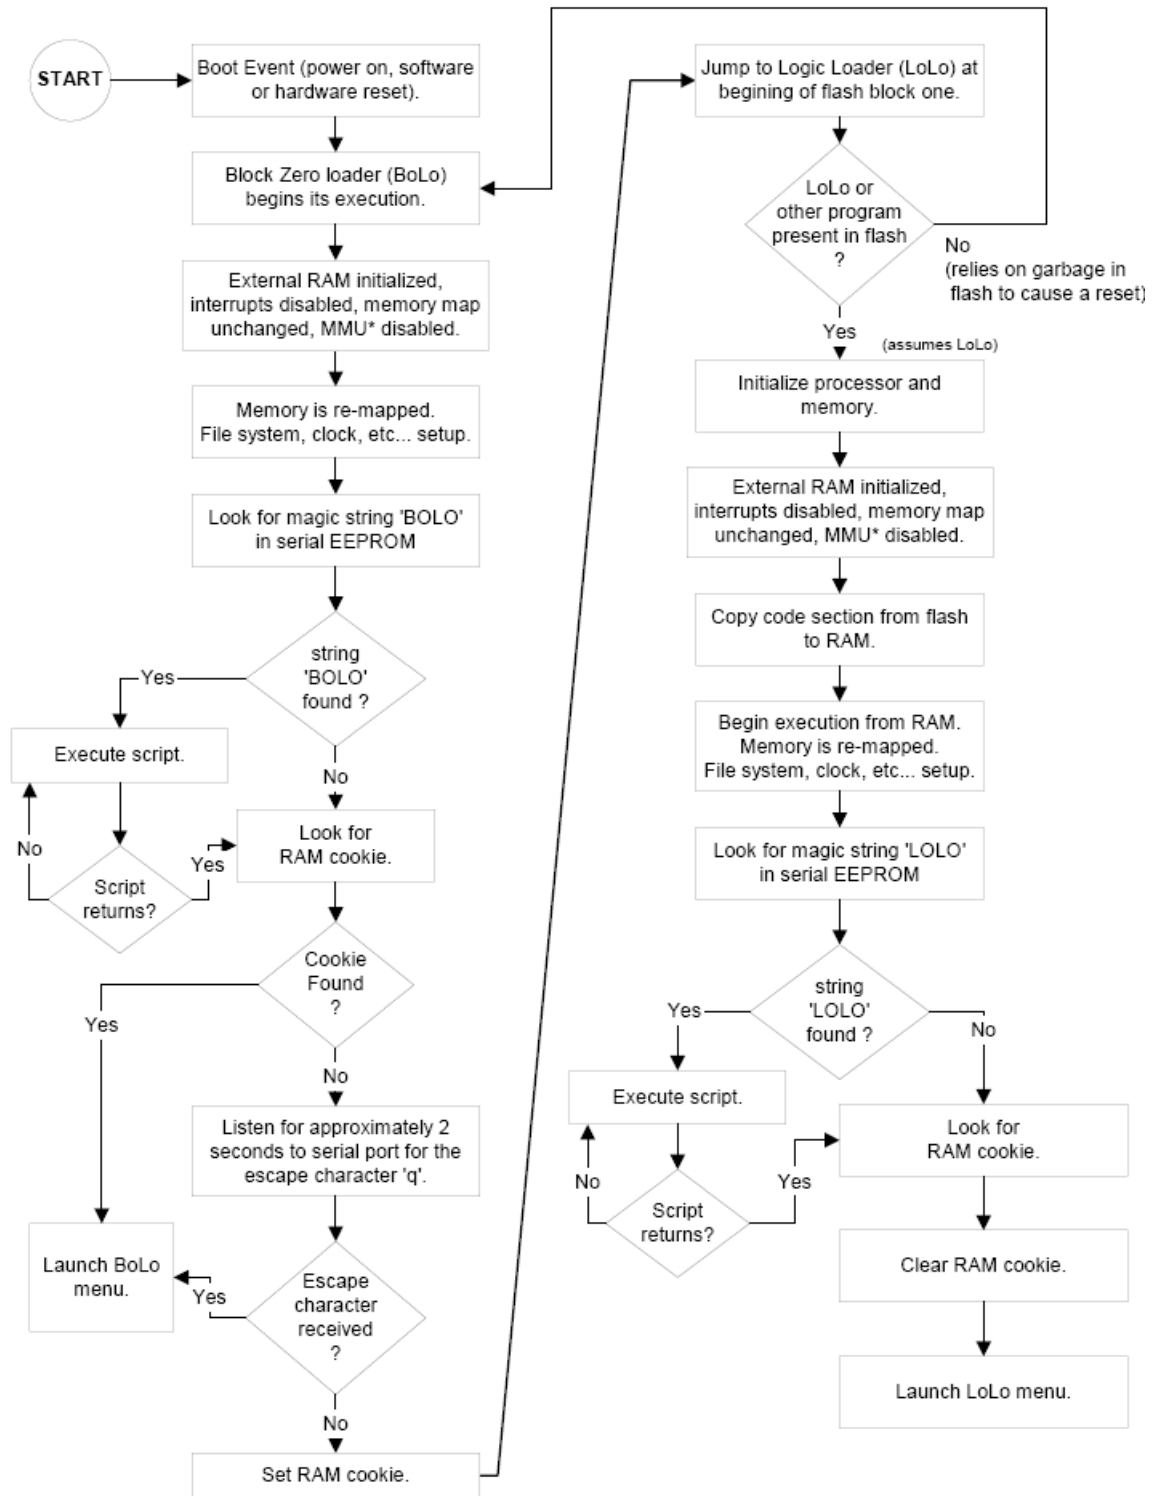 START
Boot Event (power on, software
or hardware reset).
Block Zero loader (BoLo)
begins its execution.
External RAM initialized,
interrupts disabled, memory map
unchanged, MMU* disabled.
Memory is re-mapped.
File system, clock, etc... setup.
Look for magic string 'BOLO'
in serial EEPROM
string
'BOLO'
found ?
Yes
No
Execute script.
Script
returns?
No
Yes
Look for
RAM cookie.
Cookie
Found
?
Yes
No
Listen for approximately 2
seconds to serial port for the
escape character 'q'.
Launch BoLo
menu.
Escape
character
received
?
Yes
No
Set RAM cookie.
Jump to Logic Loader (LoLo) at
begining of flash block one.
LoLo or
other program
present in flash
?
No
(relies on garbage in
flash to cause a reset)
Yes
(assumes LoLo)
Initialize processor and
memory.
External RAM initialized,
interrupts disabled, memory map
unchanged, MMU* disabled.
Copy code section from flash
to RAM.
Begin execution from RAM.
Memory is re-mapped.
File system, clock, etc... setup.
Look for magic string 'LOLO'
in serial EEPROM
string
'LOLO'
found ?
Yes
No
Execute script.
Script
returns?
No
Yes
Look for
RAM cookie.
Clear RAM cookie.
Launch LoLo menu.